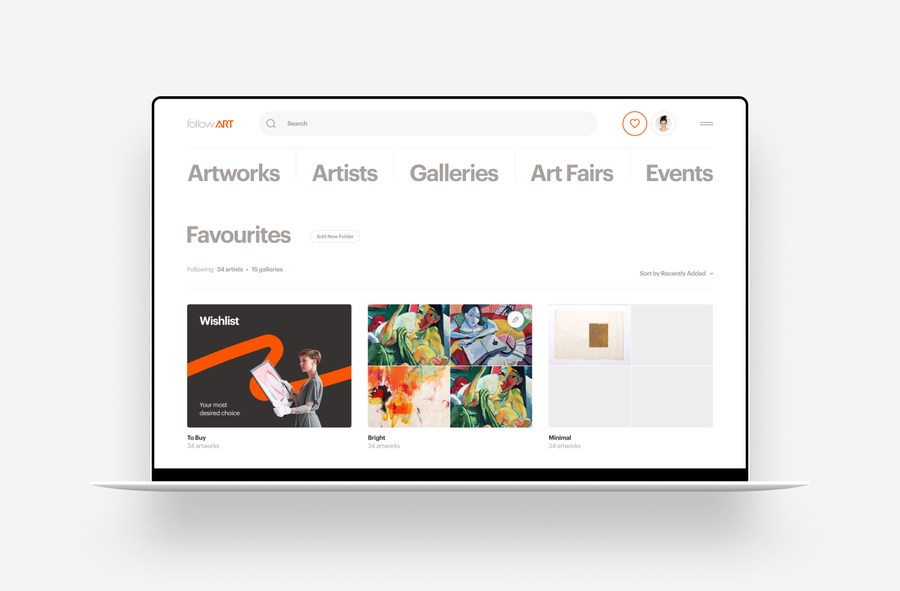 followART
Search
Artworks
Artists
Galleries
Art Fairs
Events
Favourites
Add New Folder
Following 34 artists • 15 galleries
Sort by Recently Added
Wishlist
Your most
desired choice
To Buy
34 artworks
Bright
34 artworks
Minimal
34 artworks